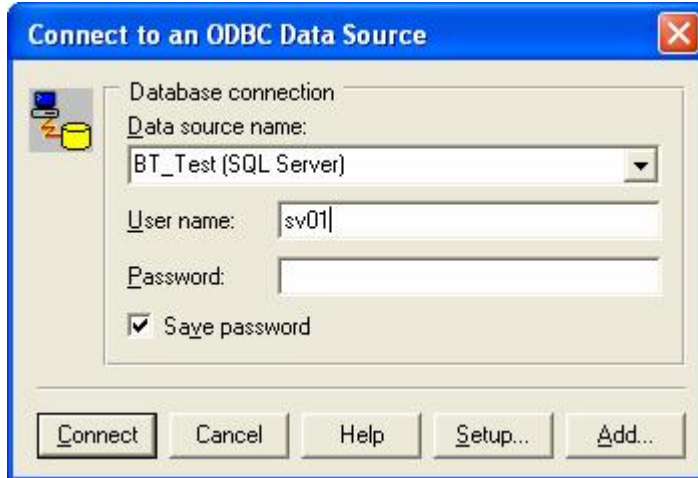 Connect to an ODBC Data Source
Database connection
Data source name:
BT_Test (SQL Server)
User name: sv01
Password:
Save password
Connect Cancel Help Setup... Add...